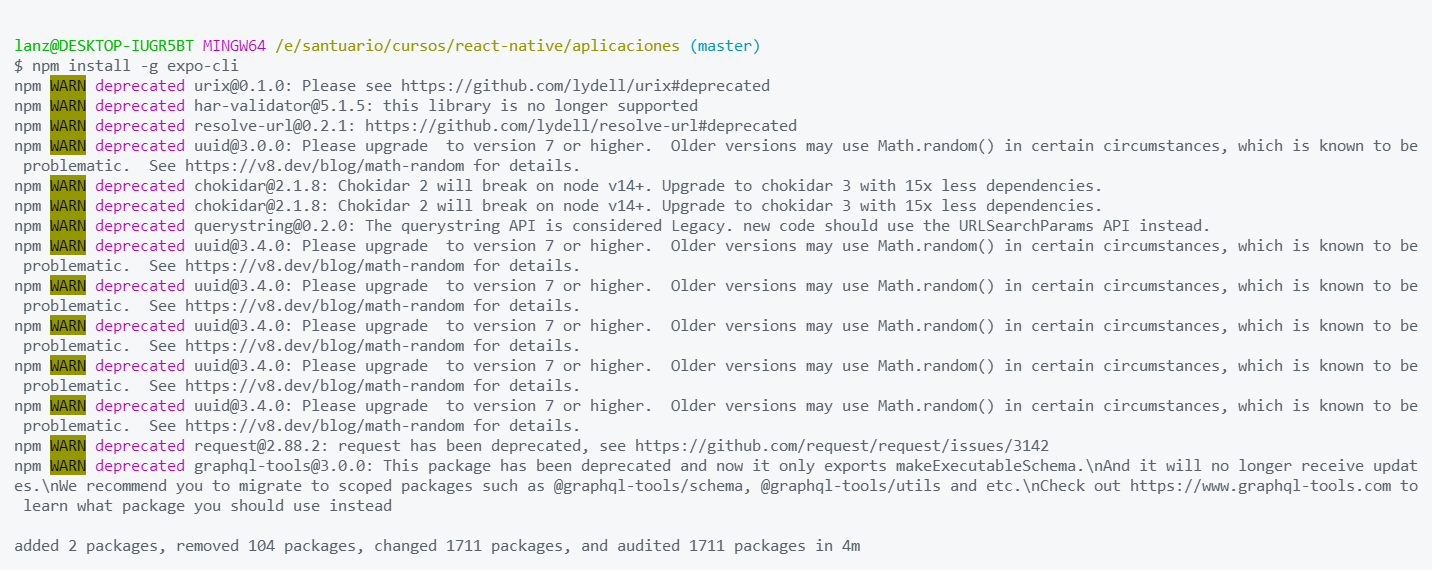 lanz@DESKTOP-IUGR5BT MINGW64 /e/santuario/cursos/react-native/aplicaciones (master)
$ npm install -g expo-cli
npm WARN deprecated urix@0.1.0: Please see https://github.com/lydell/urix#deprecated
npm WARN deprecated har-validator@5.1.5: this library is no longer supported
npm WARN deprecated resolve-url@0.2.1: https://github.com/lydell/resolve-url#deprecated
npm WARN deprecated uuid@3.0.0: Please upgrade  to version 7 or higher.  Older versions may use Math.random() in certain circumstances, which is known to be
 problematic.  See https://v8.dev/blog/math-random for details.
npm WARN deprecated chokidar@2.1.8: Chokidar 2 will break on node v14+. Upgrade to chokidar 3 with 15x less dependencies.
npm WARN deprecated chokidar@2.1.8: Chokidar 2 will break on node v14+. Upgrade to chokidar 3 with 15x less dependencies.
npm WARN deprecated querystring@0.2.0: The querystring API is considered Legacy. new code should use the URLSearchParams API instead.
npm WARN deprecated uuid@3.4.0: Please upgrade  to version 7 or higher.  Older versions may use Math.random() in certain circumstances, which is known to be
 problematic.  See https://v8.dev/blog/math-random for details.
npm WARN deprecated uuid@3.4.0: Please upgrade  to version 7 or higher.  Older versions may use Math.random() in certain circumstances, which is known to be
 problematic.  See https://v8.dev/blog/math-random for details.
npm WARN deprecated uuid@3.4.0: Please upgrade  to version 7 or higher.  Older versions may use Math.random() in certain circumstances, which is known to be
 problematic.  See https://v8.dev/blog/math-random for details.
npm WARN deprecated uuid@3.4.0: Please upgrade  to version 7 or higher.  Older versions may use Math.random() in certain circumstances, which is known to be
 problematic.  See https://v8.dev/blog/math-random for details.
npm WARN deprecated uuid@3.4.0: Please upgrade  to version 7 or higher.  Older versions may use Math.random() in certain circumstances, which is known to be
 problematic.  See https://v8.dev/blog/math-random for details.
npm WARN deprecated request@2.88.2: request has been deprecated, see https://github.com/request/request/issues/3142
npm WARN deprecated graphql-tools@3.0.0: This package has been deprecated and now it only exports makeExecutableSchema.\nAnd it will no longer receive updat
es.\nWe recommend you to migrate to scoped packages such as @graphql-tools/schema, @graphql-tools/utils and etc.\nCheck out https://www.graphql-tools.com to
 learn what package you should use instead
added 2 packages, removed 104 packages, changed 1711 packages, and audited 1711 packages in 4m